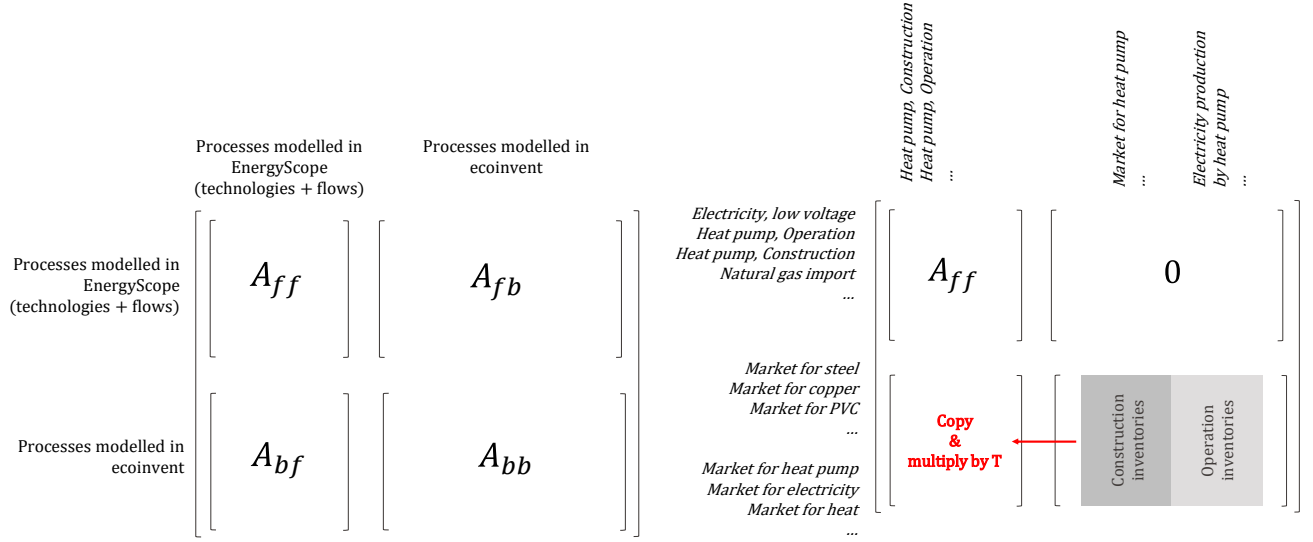 Processes modelled in
EnergyScope
(technologies + flows)
Processes modelled in
ecoinvent
Processes modelled in
EnergyScope
(technologies + flows)
A_ff
A_fb
Processes modelled in
ecoinvent
A_bf
A_bb
Heat pump, Construction
Heat pump, Operation
...
Market for heat pump
...
Electricity production
by heat pump
...
Electricity, low voltage
Heat pump, Operation
Heat pump, Construction
Natural gas import
...
A_ff
0
Market for steel
Market for copper
Market for PVC
...
Market for heat pump
Market for electricity
Market for heat
...
Copy
&
multiply by T
Construction
inventories
Operation
inventories